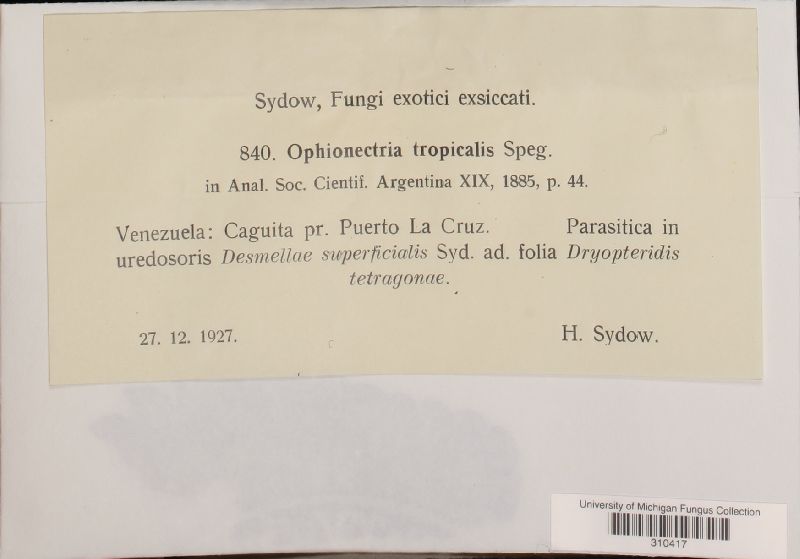 Sydow, Fungi exotici exsiccati.
840. Ophionectria tropicalis Speg.
in Anal. Soc. Cientif. Argentina XIX, 1885, p. 44.
Venezuela: Caguita pr. Puerto La Cruz. Parasitica in
uredosoris Desmellae superficialis Syd. ad. folia Dryopteridis
tetragonae.
27. 12. 1927. H. Sydow.
University of Michigan Fungus Collection
310417